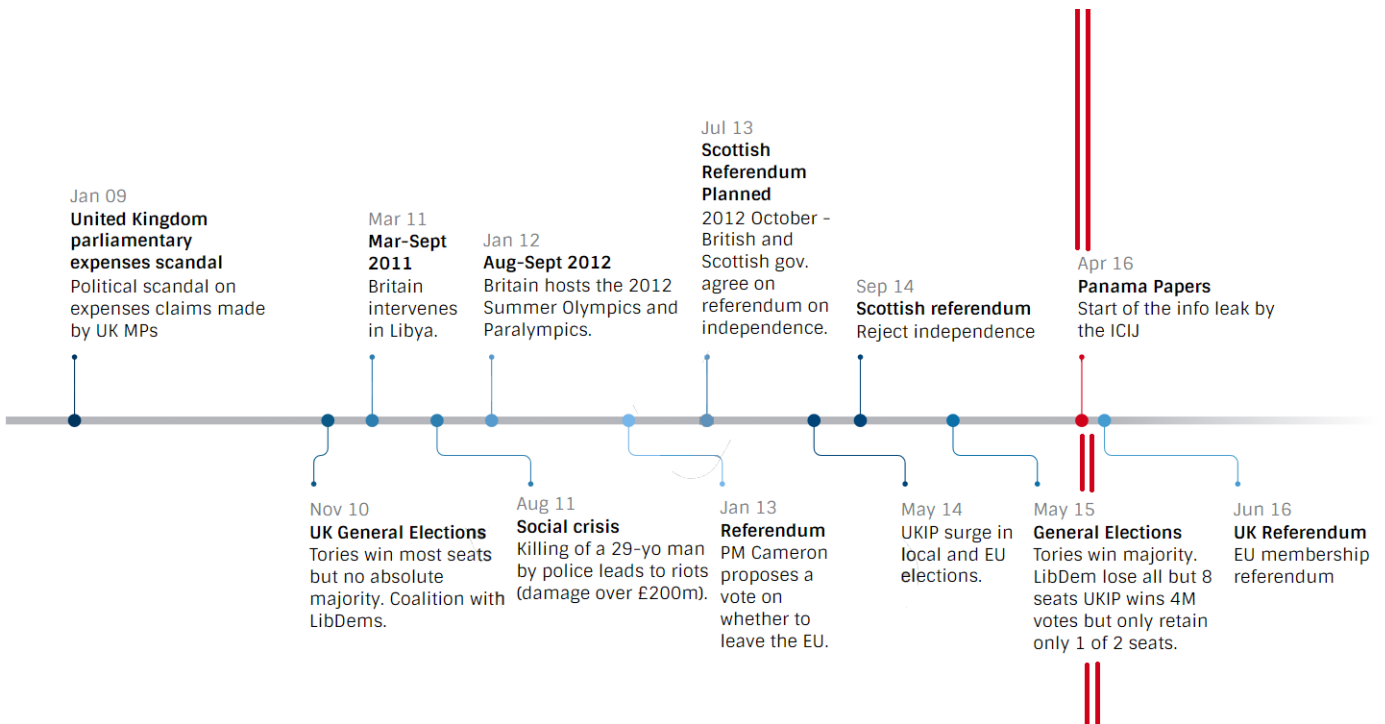 Jan 09
United Kingdom
parliamentary
expenses scandal
Political scandal on
expenses claims made
by UK MPs
Nov 10
UK General Elections
Tories win most seats
but no absolute
majority. Coalition with
LibDems.
Mar 11
Mar-Sept
2011
Britain
intervenes
in Libya.
Aug 11
Social crisis
Killing of a 29-yo man
by police leads to riots
(damage over £200m).
Jan 12
Aug-Sept 2012
Britain hosts the 2012
Summer Olympics and
Paralympics.
Jan 13
Referendum
PM Cameron
proposes a
vote on
whether to
leave the EU.
Jul 13
Scottish
Referendum
Planned
2012 October -
British and
Scottish gov.
agree on
referendum on
independence.
May 14
UKIP surge in
local and EU
elections.
Sep 14
Scottish referendum
Reject independence
May 15
General Elections
Tories win majority.
LibDem lose all but 8
seats UKIP wins 4M
votes but only retain
only 1 of 2 seats.
Apr 16
Panama Papers
Start of the info leak by
the ICIJ
Jun 16
UK Referendum
EU membership
referendum